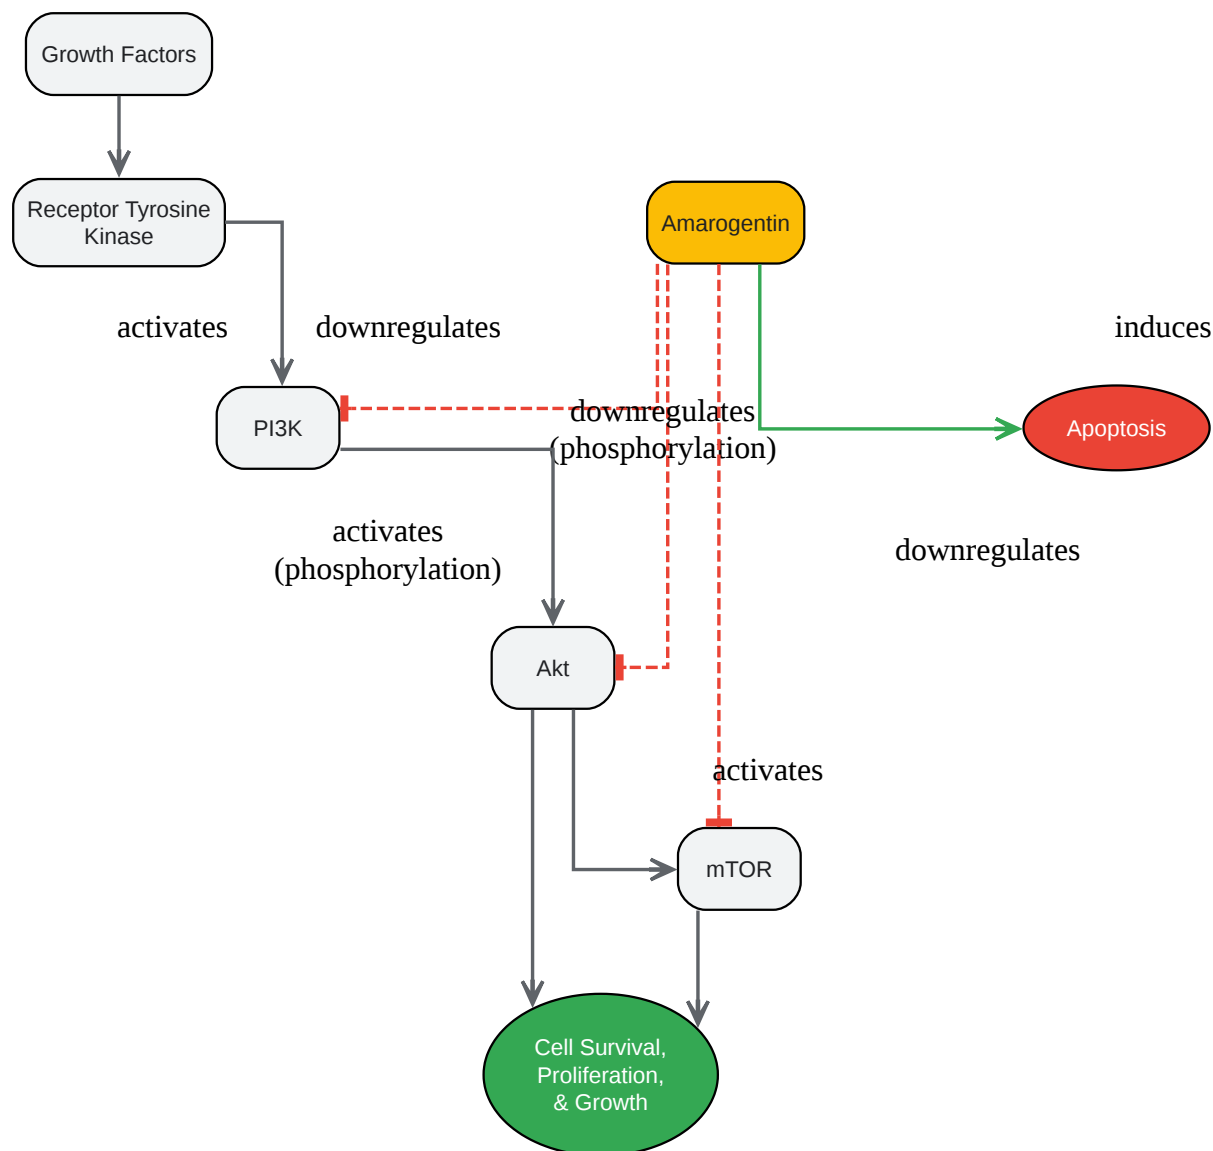 Growth Factors
Receptor Tyrosine
Kinase
Amarogentin
activates
downregulates
induces
downregulates
(phosphorylation)
PI3K
Apoptosis
activates
(phosphorylation)
downregulates
Akt
activates
mTOR
Cell Survival,
Proliferation,
& Growth